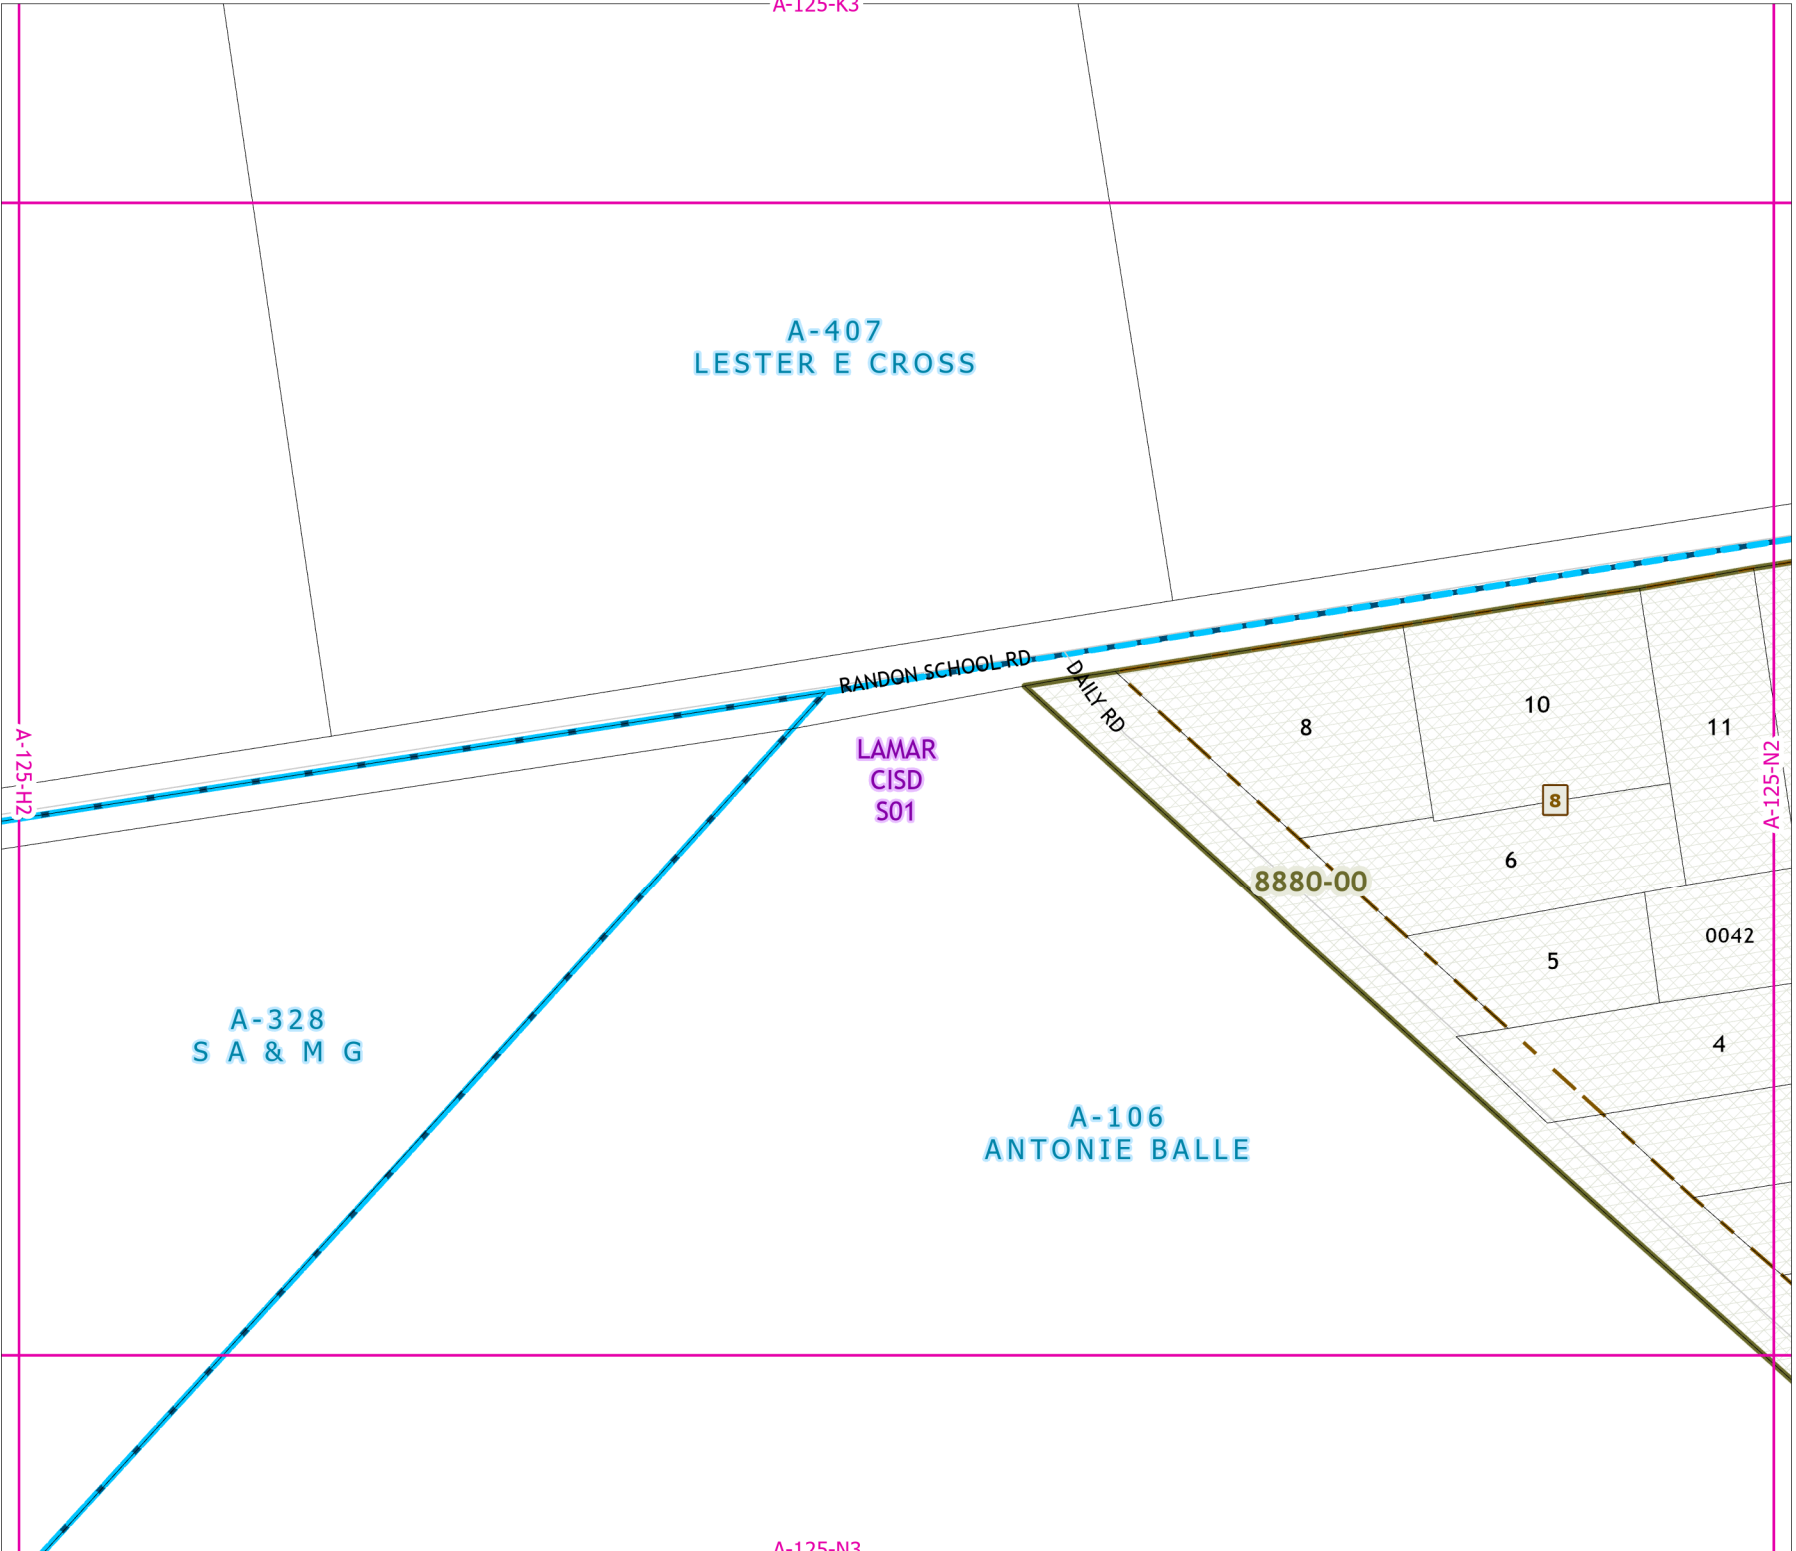 A-125-K3
A-407
LESTER E CROSS
RANDON SCHOOL RD
DAILY RD
10
8
11
A-125-H2
LAMAR
CISD
S01
A-125-N2
8
6
8880-00
0042
5
A-328
S A & M G
4
A-106
ANTONIE BALLE
A-125-N3